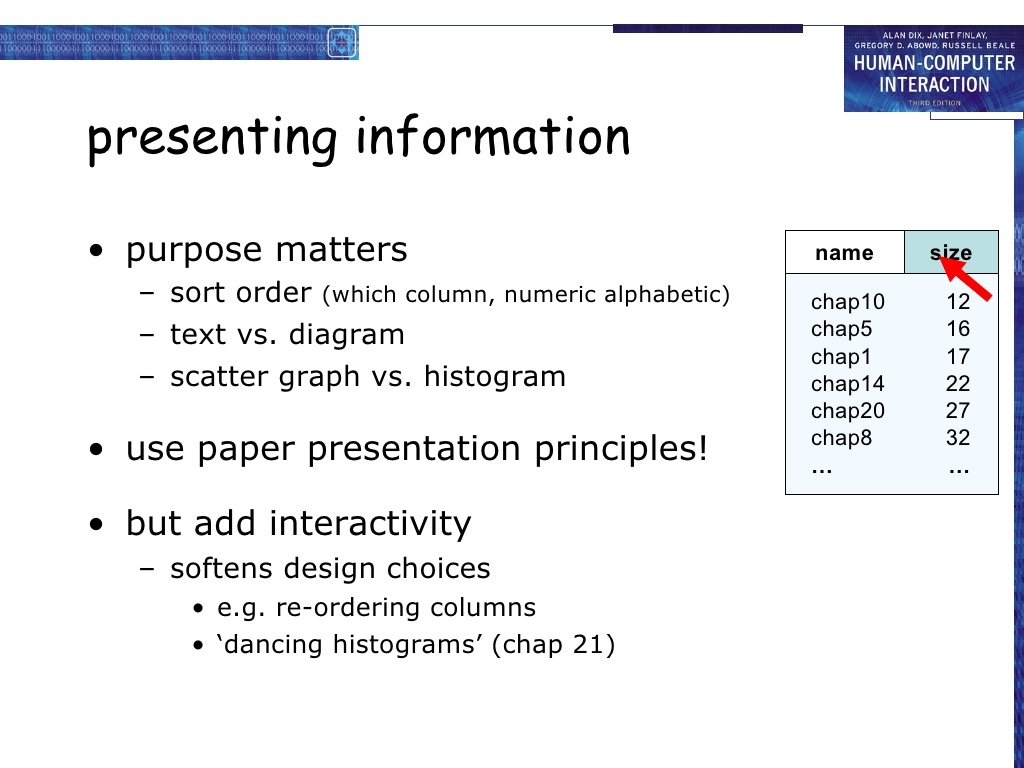 ALAN DIX, JANET FINLAY,
GREGORY D. ABOWD, RUSSELL BEALE
HUMAN-COMPUTER
INTERACTION
THIRD EDITION
presenting information
• purpose matters
– sort order (which column, numeric alphabetic)
– text vs. diagram
– scatter graph vs. histogram
• use paper presentation principles!
• but add interactivity
– softens design choices
• e.g. re-ordering columns
• ‘dancing histograms’ (chap 21)
name size
chap10 12
chap5 16
chap1 17
chap14 22
chap20 27
chap8 32
... ...